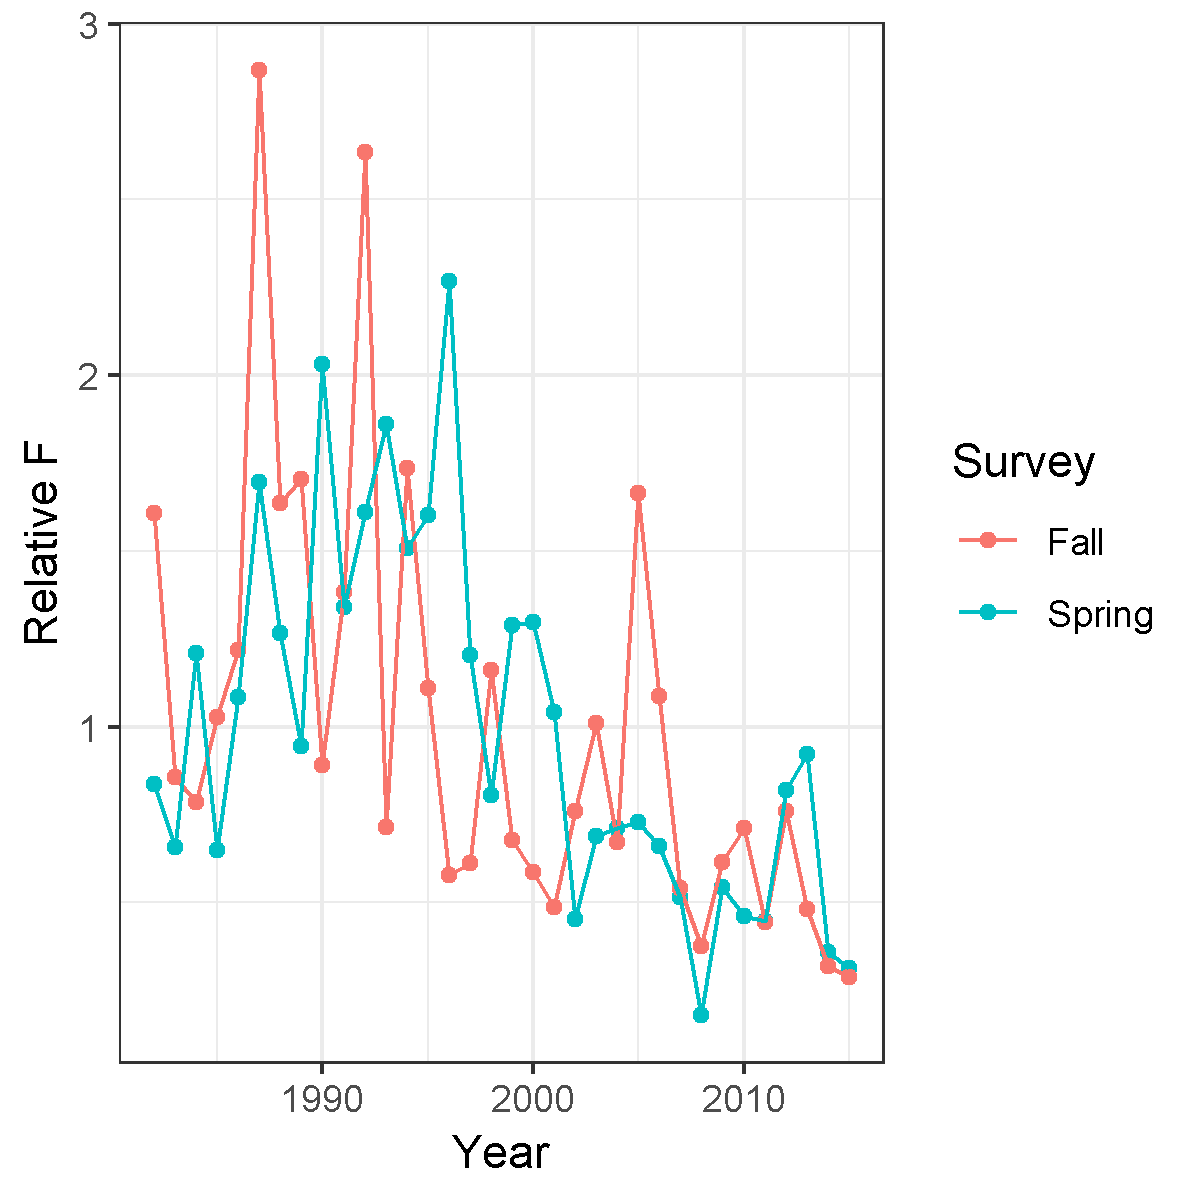 3
2
1
Relative F
1990
2000
2010
Year
Survey
Fall
Spring